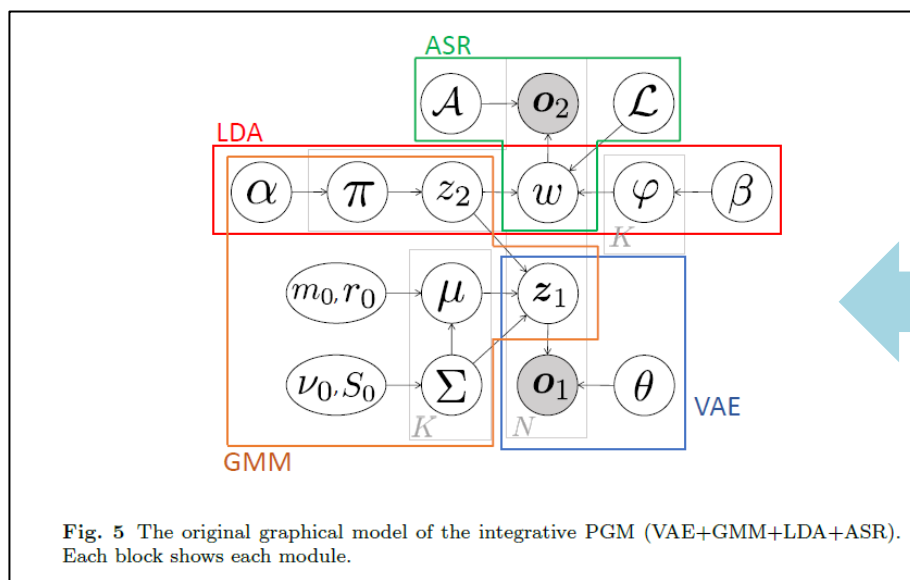 ASR
𝒜 𝒐₂ ℒ
LDA
α π z₂ w φ β
K
m₀,r₀ μ z₁
ν₀,S₀ Σ o₁ θ
VAE
K N
GMM
Fig. 5 The original graphical model of the integrative PGM (VAE+GMM+LDA+ASR).
Each block shows each module.